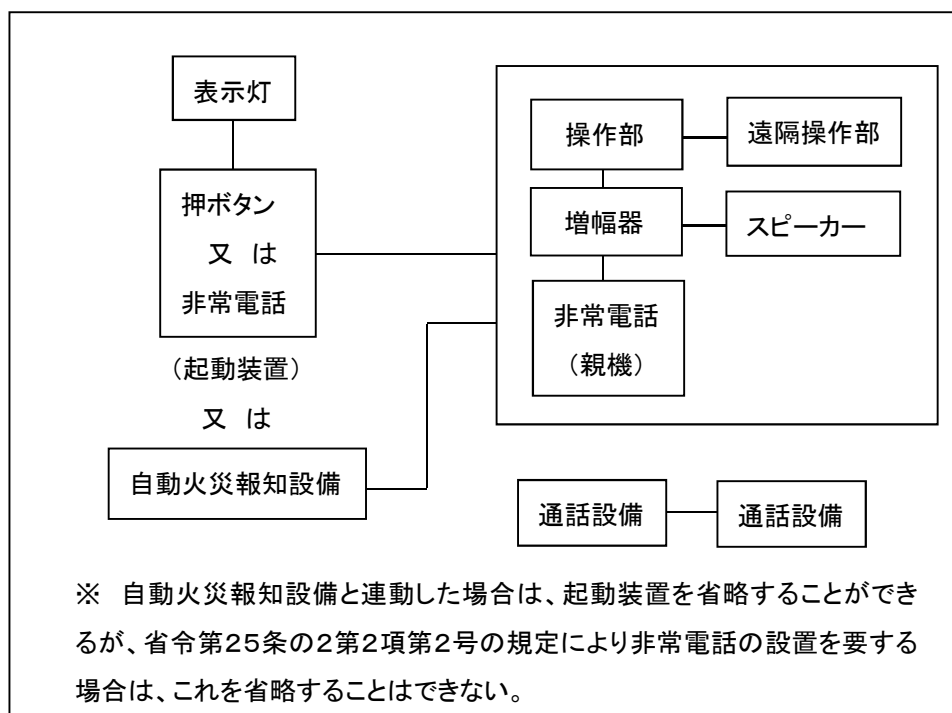 表示灯
押ボタン
又 は
非常電話
（起動装置）
又 は
自動火災報知設備
操作部
遠隔操作部
増幅器
スピーカー
非常電話
（親機）
通話設備
通話設備
※ 自動火災報知設備と連動した場合は、起動装置を省略することができ
るが、省令第25条の2第2項第2号の規定により非常電話の設置を要する
場合は、これを省略することはできない。